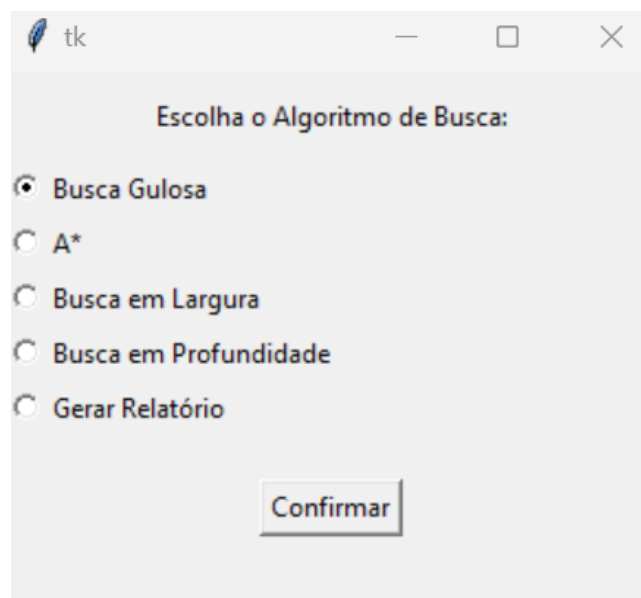 tk
Escolha o Algoritmo de Busca:
Busca Gulosa
A*
Busca em Largura
Busca em Profundidade
Gerar Relatório
Confirmar